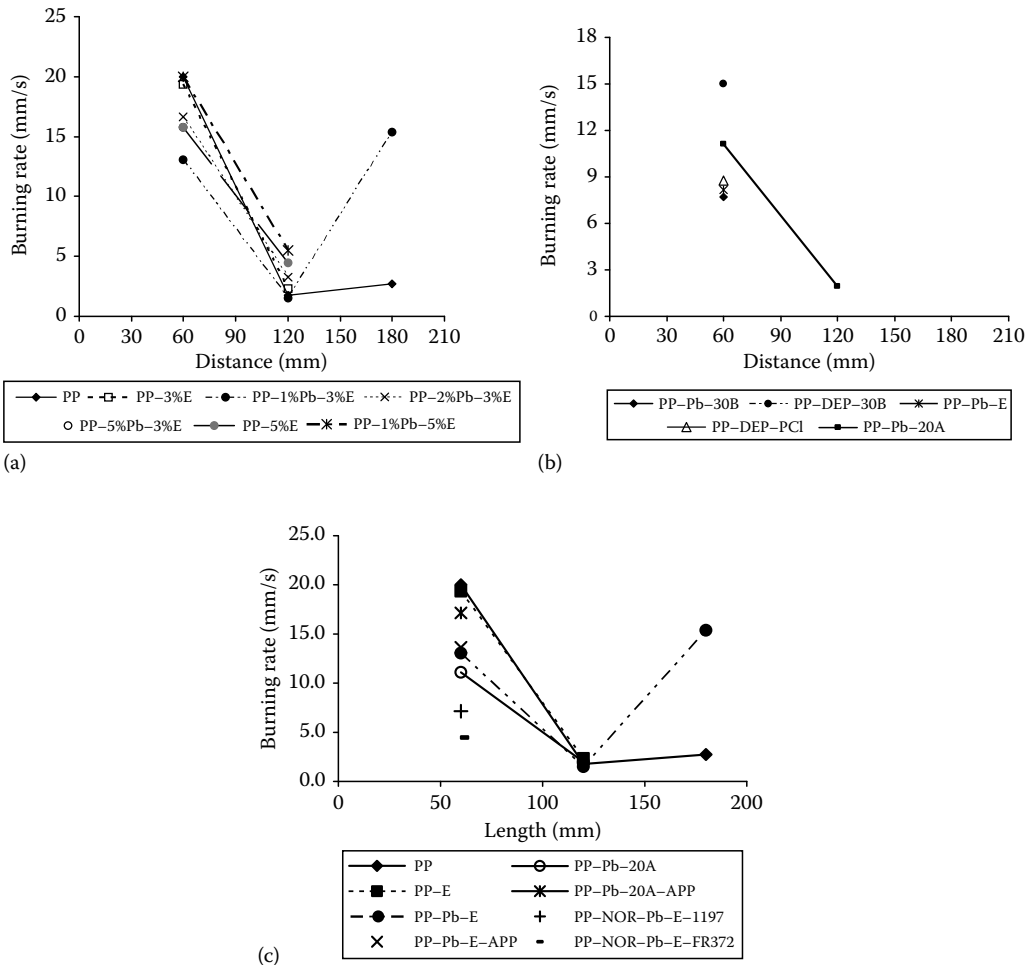 25
20
15
10
5
0
Burning rate (mm/s)
0 30 60 90 120 150 180 210
Distance (mm)
PP PP–3%E PP–1%Pb–3%E PP–2%Pb–3%E
PP–5%Pb–3%E PP–5%E PP–1%Pb–5%E
(a)
18
15
12
9
6
3
0
Burning rate (mm/s)
0 30 60 90 120 150 180 210
Distance (mm)
PP–Pb–30B PP–DEP–30B PP–Pb–E
PP–DEP–PCl PP–Pb–20A
(b)
25.0
20.0
15.0
10.0
5.0
0.0
Burning rate (mm/s)
0 50 100 150 200
Length (mm)
PP PP–Pb–20A
PP–E PP–Pb–20A–APP
PP–Pb–E PP–NOR–Pb–E–1197
PP–Pb–E–APP PP–NOR–Pb–E–FR372
(c)